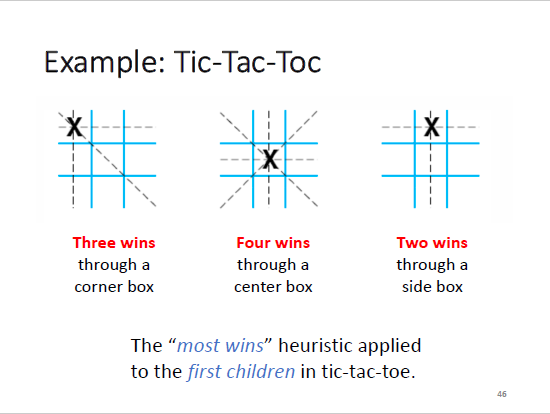 Example: Tic-Tac-Toc
X
X
X
Three wins
through a
corner box
Four wins
through a
center box
Two wins
through a
side box
The “most wins” heuristic applied
to the first children in tic-tac-toe.
46